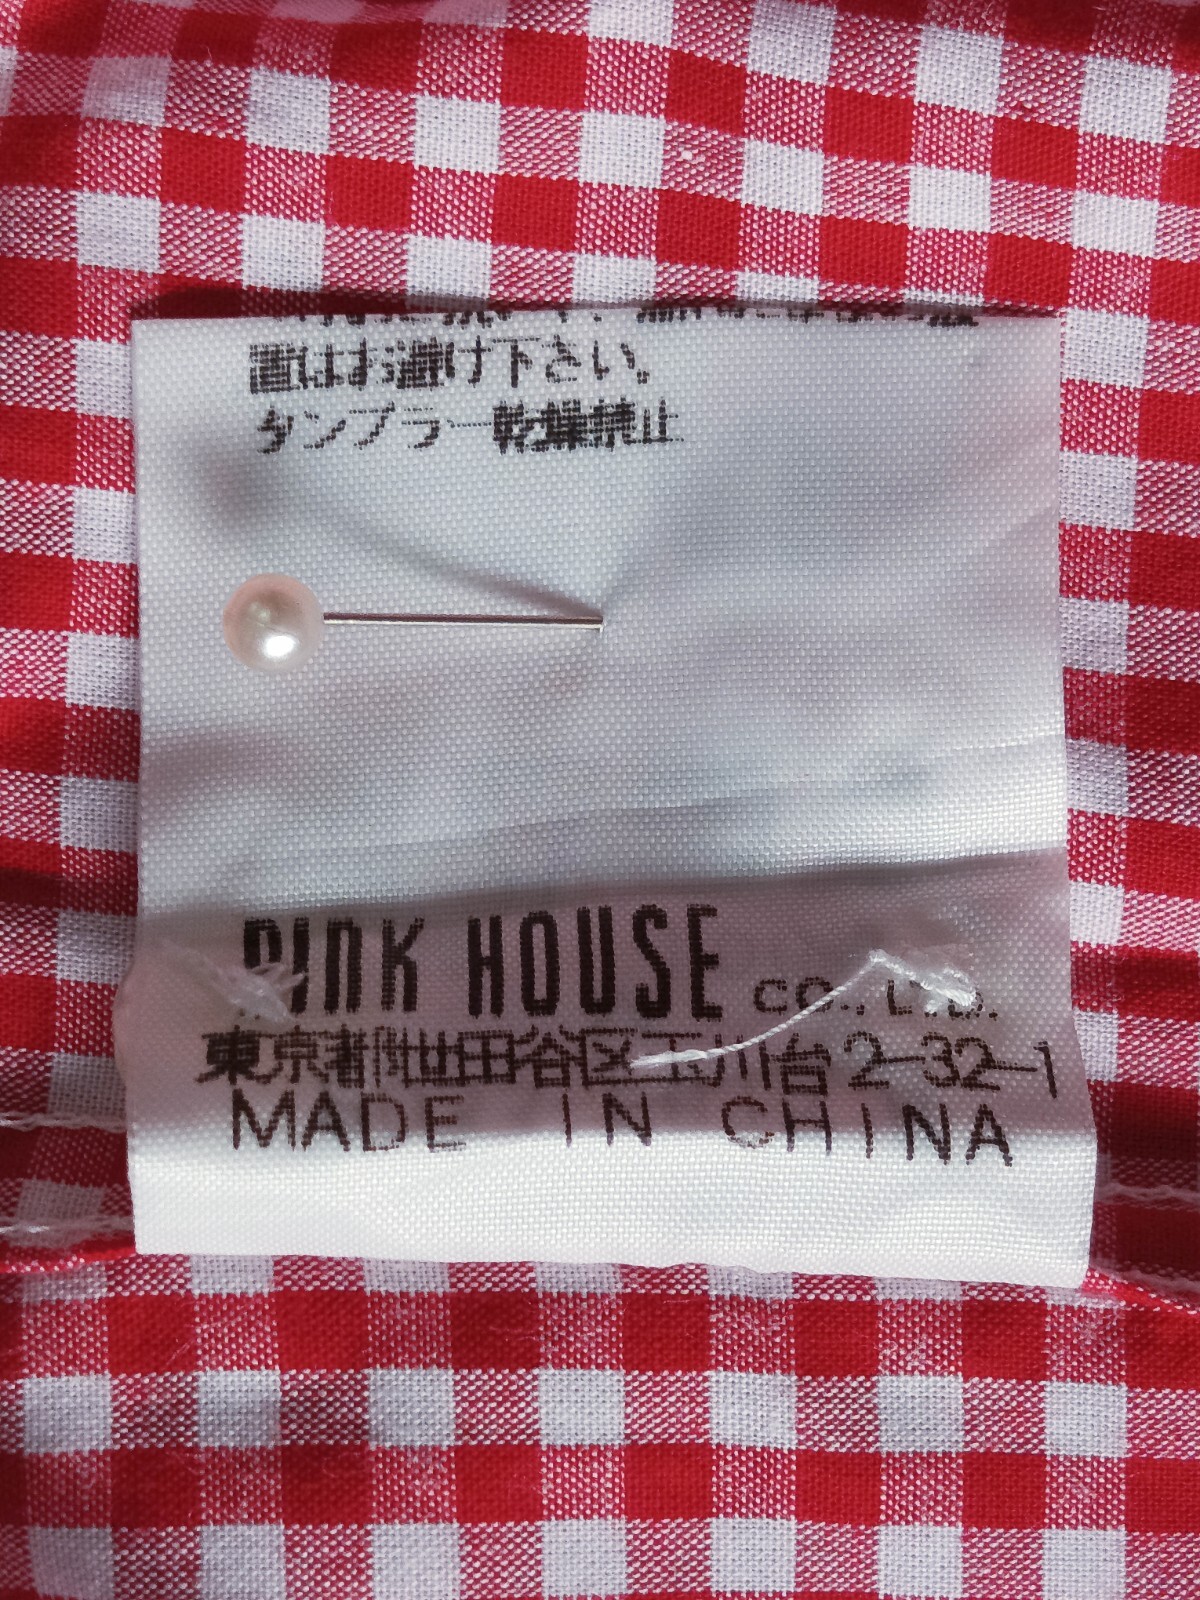 置はお避け下さい。
タンブラー乾燥禁止
PINK HOUSE CO., LTD.
東京都世田谷区玉川台2-32-1
MADE IN CHINA